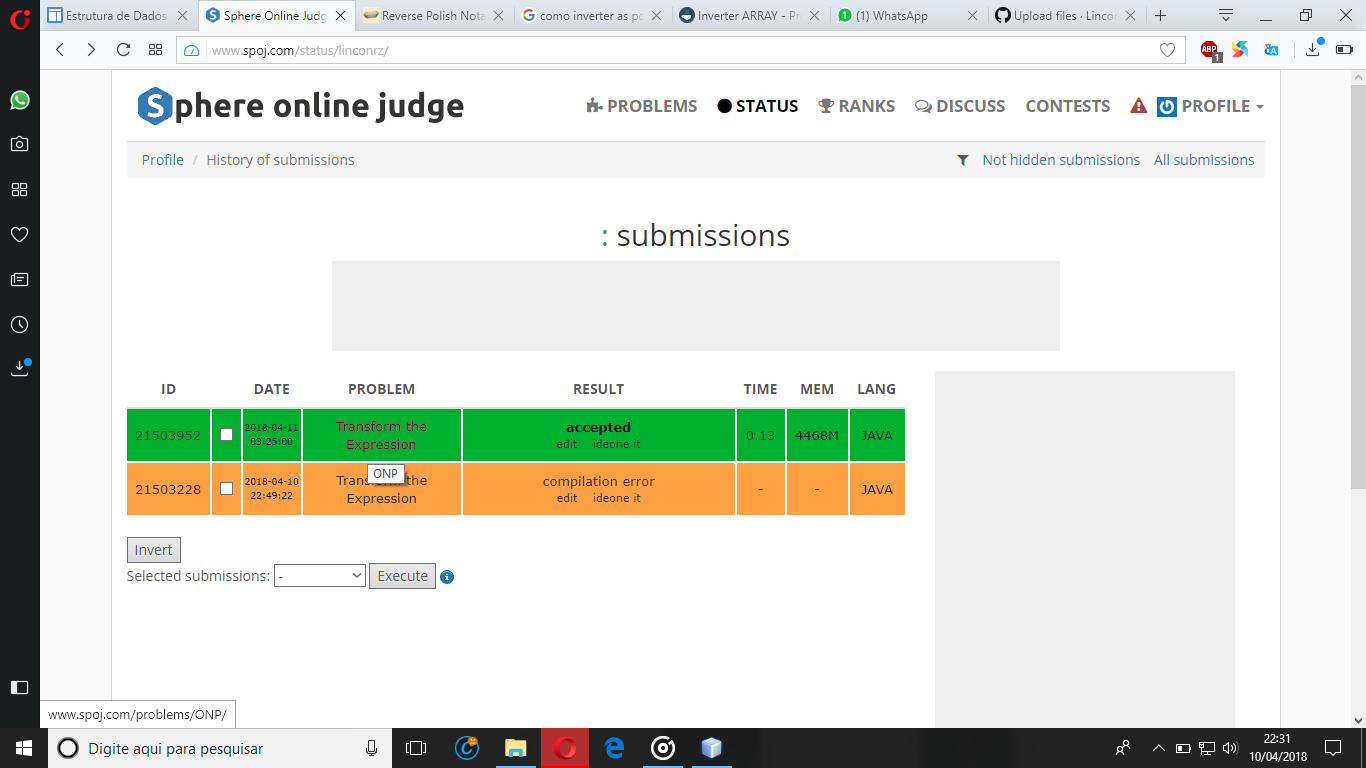 Estrutura de Dados
Sphere Online Judg
Reverse Polish Nota
como inverter as po
Inverter ARRAY - Pr
(1) WhatsApp
Upload files · Lincor
www.spoj.com/status/linconrz/
ABP
1
Sphere online judge
PROBLEMS
STATUS
RANKS
DISCUSS
CONTESTS
PROFILE
Profile / History of submissions
Not hidden submissions
All submissions
: submissions
ID DATE PROBLEM RESULT TIME MEM LANG
21503952
2018-04-11
03:25:00
Transform the
Expression
accepted
edit ideone it
0.13
4468M
JAVA
ONP
21503228
2018-04-10
22:49:22
Transform the
Expression
compilation error
edit ideone it
-
-
JAVA
Invert
Selected submissions: - Execute
www.spoj.com/problems/ONP/
Digite aqui para pesquisar
22:31
10/04/2018